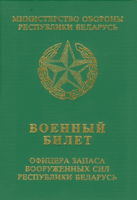 МИНИСТЕРСТВО ОБОРОНЫ
РЕСПУБЛИКИ БЕЛАРУСЬ
ВОЕННЫЙ
БИЛЕТ
ОФИЦЕРА ЗАПАСА
ВООРУЖЕННЫХ СИЛ
РЕСПУБЛИКИ БЕЛАРУСЬ